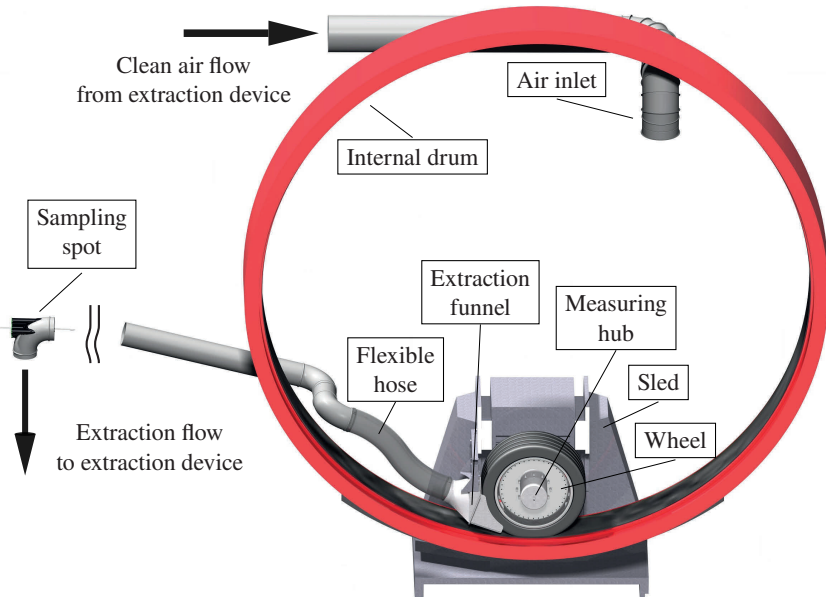 Clean air flow
from extraction device
Air inlet
Internal drum
Sampling
spot
Extraction
funnel
Measuring
hub
Flexible
hose
Sled
Wheel
Extraction flow
to extraction device